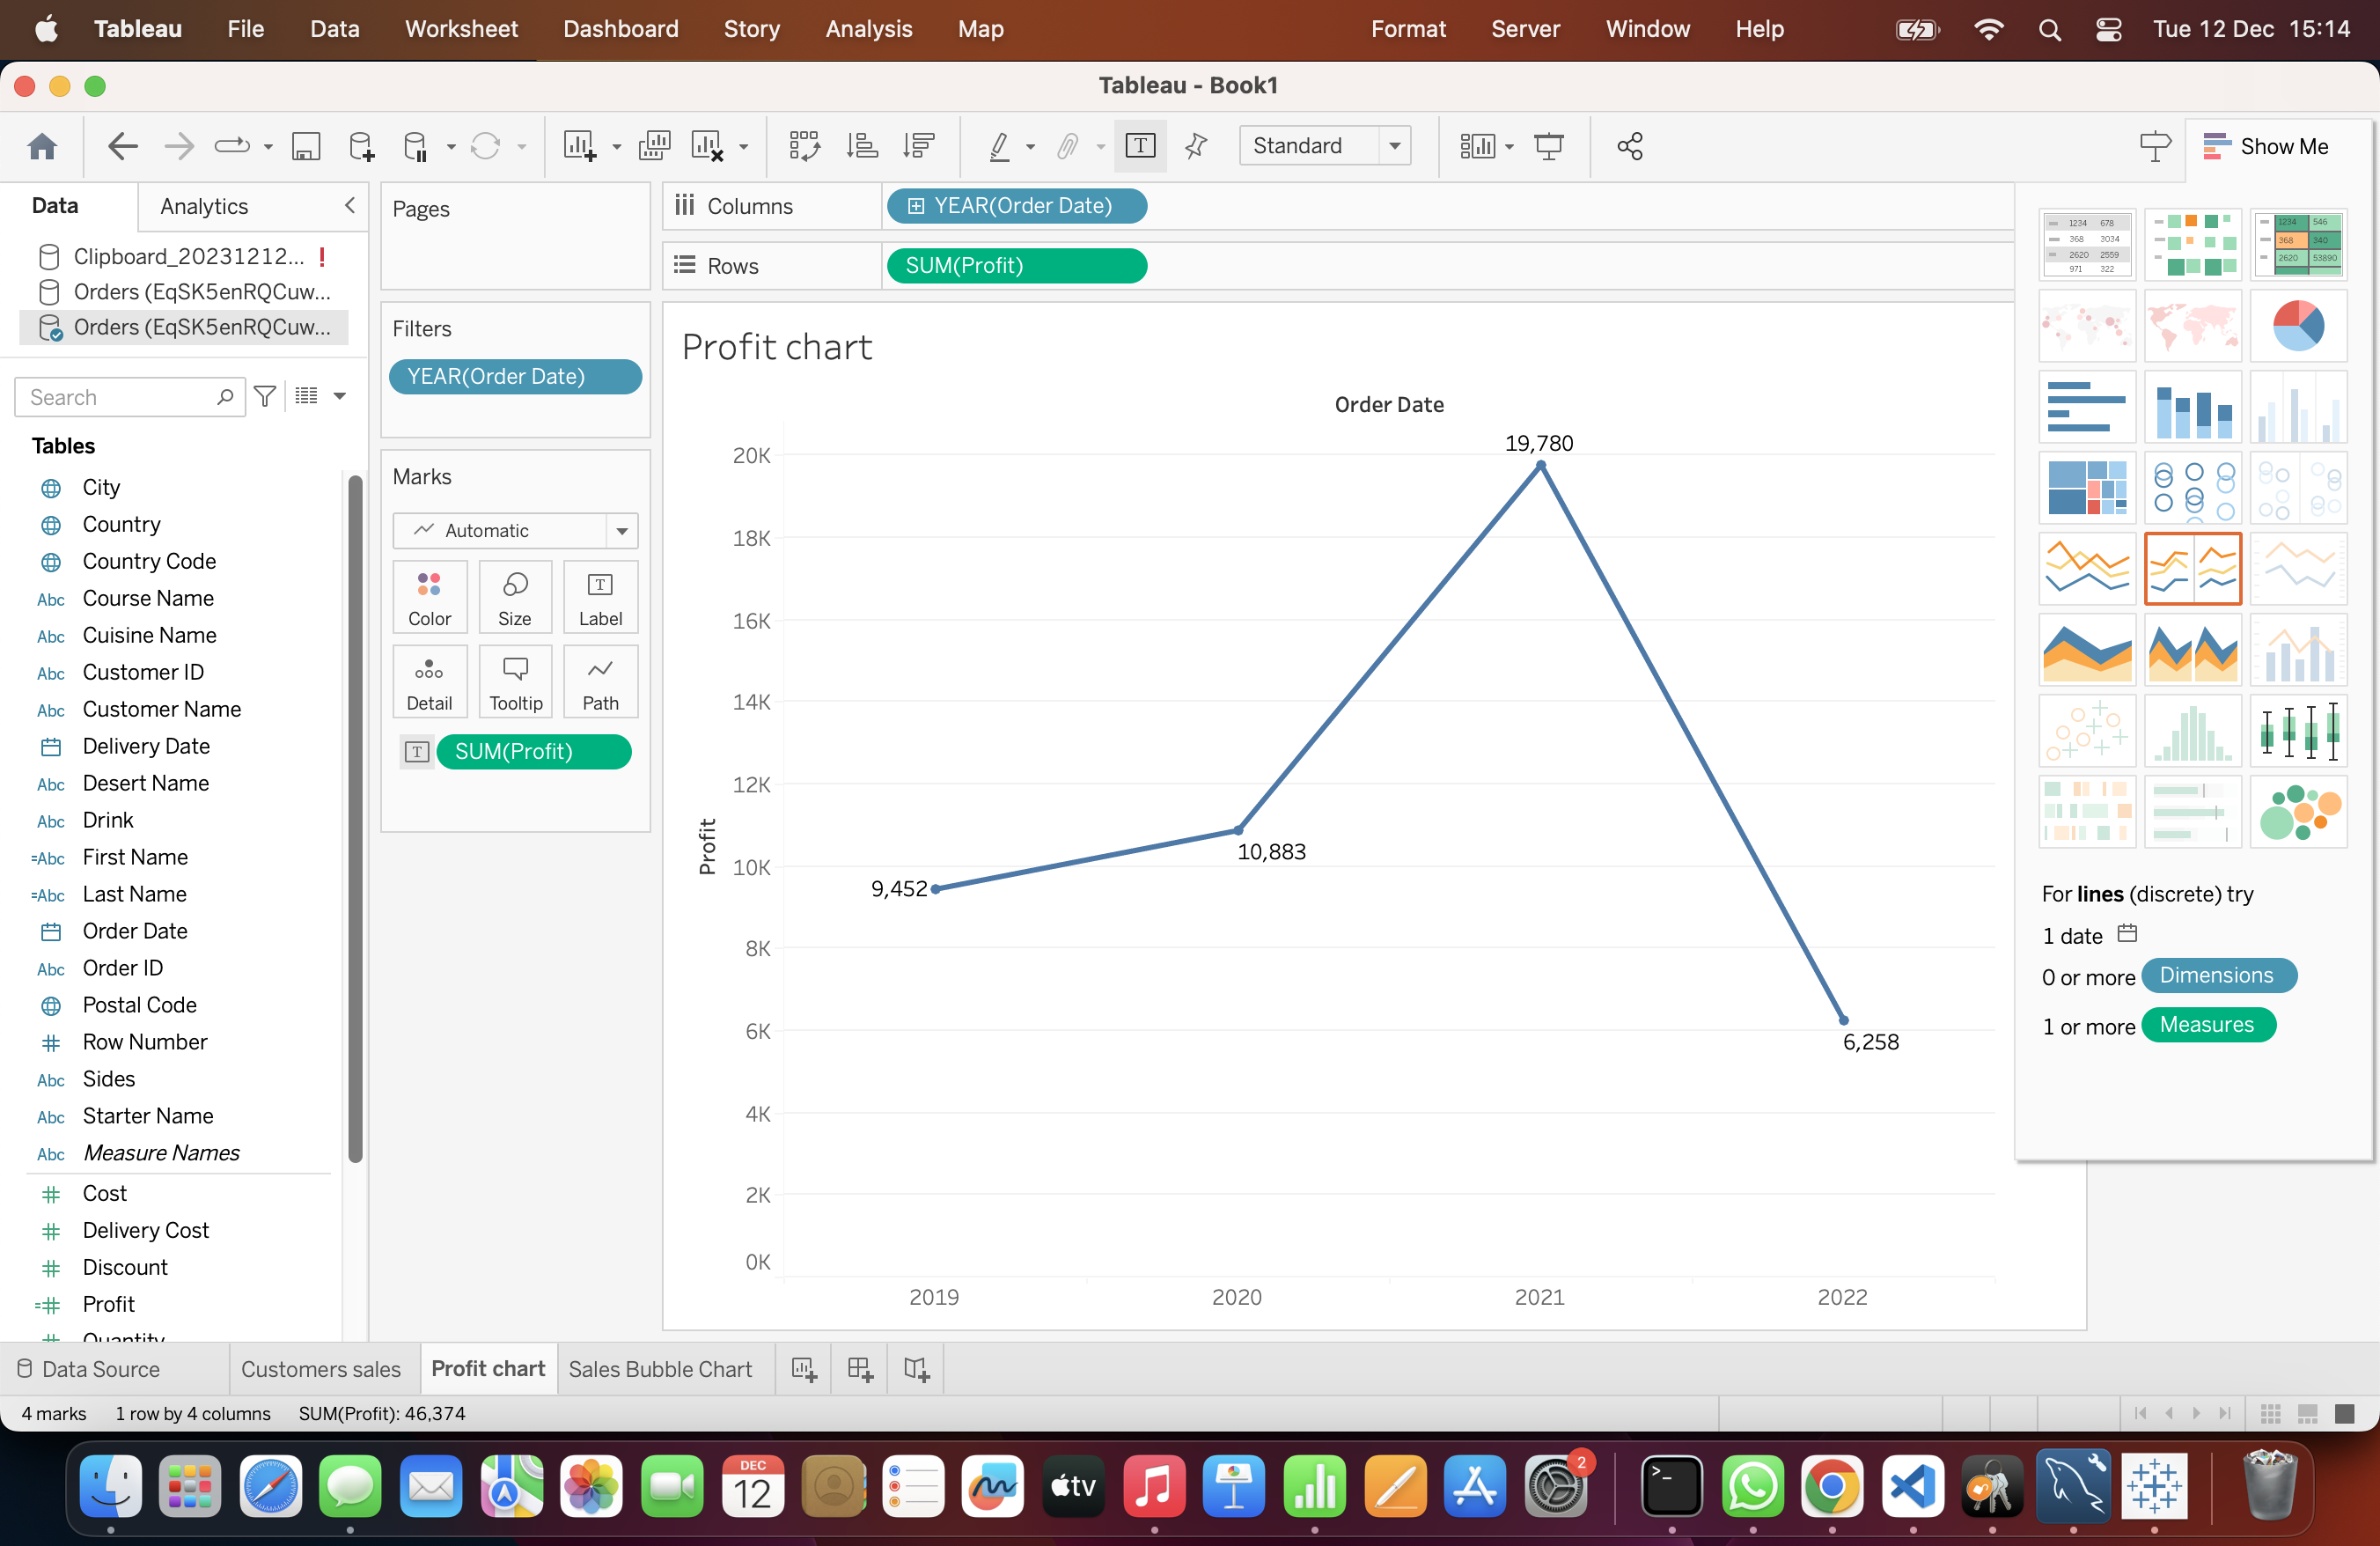 Tableau File Data Worksheet Dashboard Story Analysis Map Format Server Window Help Tue 12 Dec 15:14
Tableau - Book1
Standard
Show Me
Data Analytics
Clipboard_20231212... !
Orders (EqSK5enRQCuw...
Orders (EqSK5enRQCuw...
Search
Tables
City
Country
Country Code
Abc Course Name
Abc Cuisine Name
Abc Customer ID
Abc Customer Name
Delivery Date
Abc Desert Name
Abc Drink
=Abc First Name
=Abc Last Name
Order Date
Abc Order ID
Postal Code
# Row Number
Abc Sides
Abc Starter Name
Abc Measure Names
# Cost
# Delivery Cost
# Discount
=# Profit
# Quantity
Pages
Filters
YEAR(Order Date)
Marks
Automatic
Color Size Label
Detail Tooltip Path
SUM(Profit)
Columns YEAR(Order Date)
Rows SUM(Profit)
Profit chart
Order Date
Profit
20K
18K
16K
14K
12K
10K
8K
6K
4K
2K
0K
9,452
10,883
19,780
6,258
2019 2020 2021 2022
1234 678
368 3034
2620 2559
971 322
1234 546
368 340
2620 53890
For lines (discrete) try
1 date
0 or more Dimensions
1 or more Measures
Data Source Customers sales Profit chart Sales Bubble Chart
4 marks 1 row by 4 columns SUM(Profit): 46,374
DEC
12
tv
2
>_